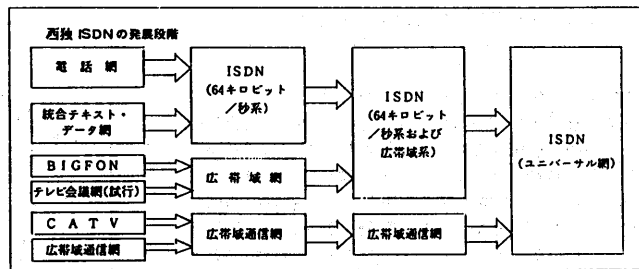 西独 ISDN の発展段階
電話網
統合テキスト・
データ網
BIGFON
テレビ会議網(試行)
CATV
広帯域通信網
ISDN
(64キロビット
/秒系)
広帯域網
広帯域通信網
ISDN
(64キロビット
/秒系および
広帯域系)
広帯域通信網
ISDN
(ユニバーサル網)